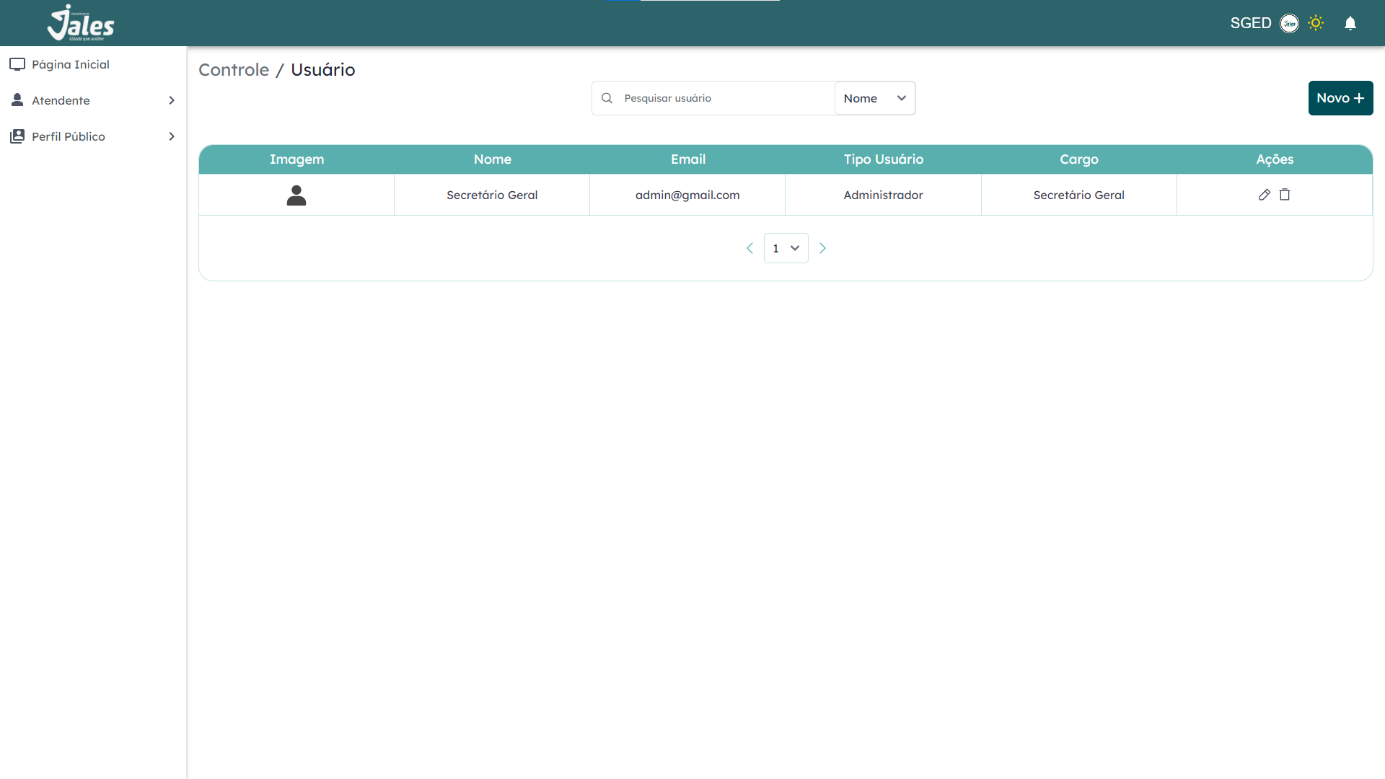 Jales
SGED
Página Inicial
Atendente
Perfil Público
Controle / Usuário
Pesquisar usuário
Nome
Novo +
Imagem Nome Email Tipo Usuário Cargo Ações
Secretário Geral admin@gmail.com Administrador Secretário Geral
1